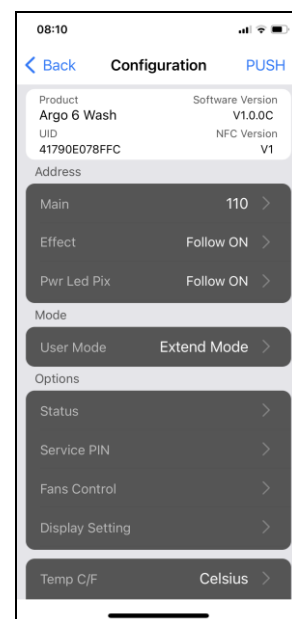 08:10
Back Configuration PUSH
Product Software Version
Argo 6 Wash V1.0.0C
UID NFC Version
41790E078FFC V1
Address
Main 110
Effect Follow ON
Pwr Led Pix Follow ON
Mode
User Mode Extend Mode
Options
Status
Service PIN
Fans Control
Display Setting
Temp C/F Celsius